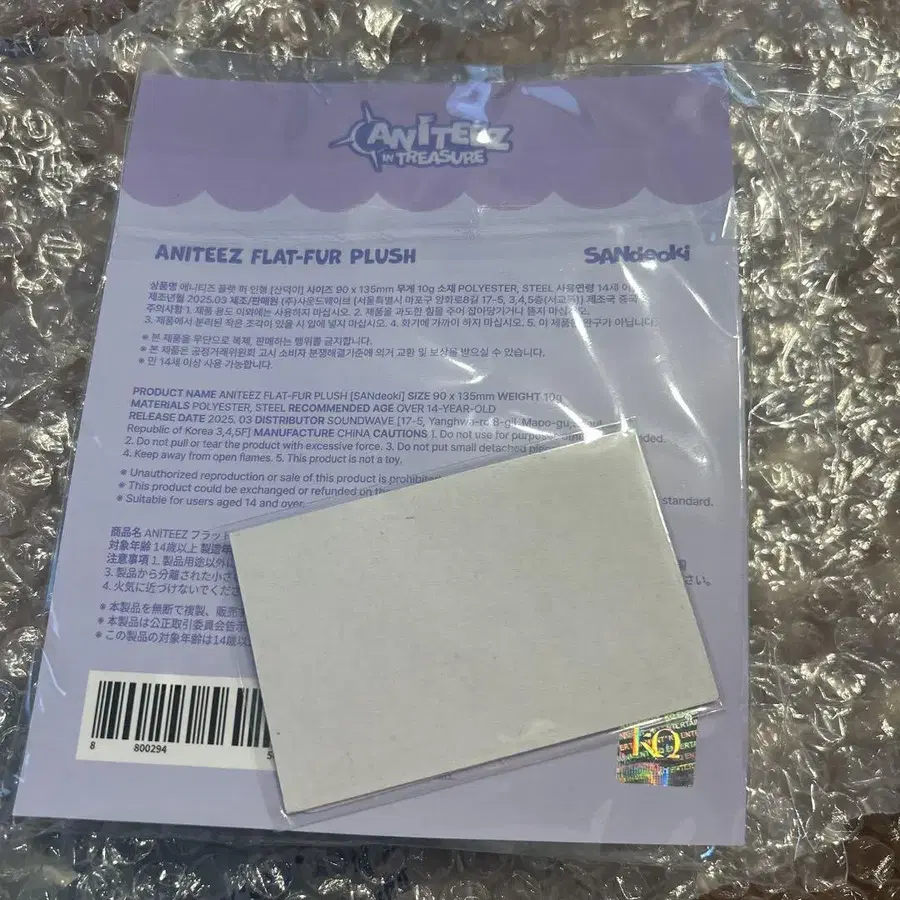 ANITEEZ
IN TREASURE
ANITEEZ FLAT-FUR PLUSH
SANdeoki
상품명 애니티즈 플랫 퍼 인형 [산덕이] 사이즈 90 x 135mm 무게 10g 소재 POLYESTER, STEEL 사용연령 14세 이
제조년월 2025.03 제조/판매원 (주)사운드웨이브 (서울특별시 마포구 양화로8길 17-5, 3,4,5층(서교동)) 제조국 중국
주의사항 1. 제품 용도 이외에는 사용하지 마십시오. 2. 제품을 과도한 힘을 주어 잡아당기거나 뜯지 마십시오.
3. 제품에서 분리된 작은 조각이 있을 시 입에 넣지 마십시오. 4. 화기에 가까이 하지 마십시오. 5. 이 제품은 완구가 아닙니다.
* 본 제품을 무단으로 복제, 판매하는 행위를 금지합니다.
* 본 제품은 공정거래위원회 고시 소비자 분쟁해결기준에 의거 교환 및 보상을 받으실 수 있습니다.
* 만 14세 이상 사용 가능합니다.
PRODUCT NAME ANITEEZ FLAT-FUR PLUSH [SANdeoki] SIZE 90 x 135mm WEIGHT 10g
MATERIALS POLYESTER, STEEL RECOMMENDED AGE OVER 14-YEAR-OLD
RELEASE DATE 2025. 03 DISTRIBUTOR SOUNDWAVE [17-5, Yanghwa-ro 8-gil, Mapo-gu,
Republic of Korea 3,4,5F] MANUFACTURE CHINA CAUTIONS 1. Do not use for
2. Do not pull or tear the product with excessive force. 3. Do not put small detached
4. Keep away from open flames. 5. This product is not a toy.
* Unauthorized reproduction or sale of this product is prohibite
* This product could be exchanged or refunded on the standard.
* Suitable for users aged 14 and over.
商品名 ANITEEZ フラッ
対象年齢 14歳以上 製造年
注意事項 1. 製品用途以外に
3. 製品から分離された小さ さい。
4. 火気に近づけないでくださ
* 本製品を無断で複製、販売
* 本製品は公正取引委員会告示
* この製品の対象年齢は14歳以
8 800294
KQ